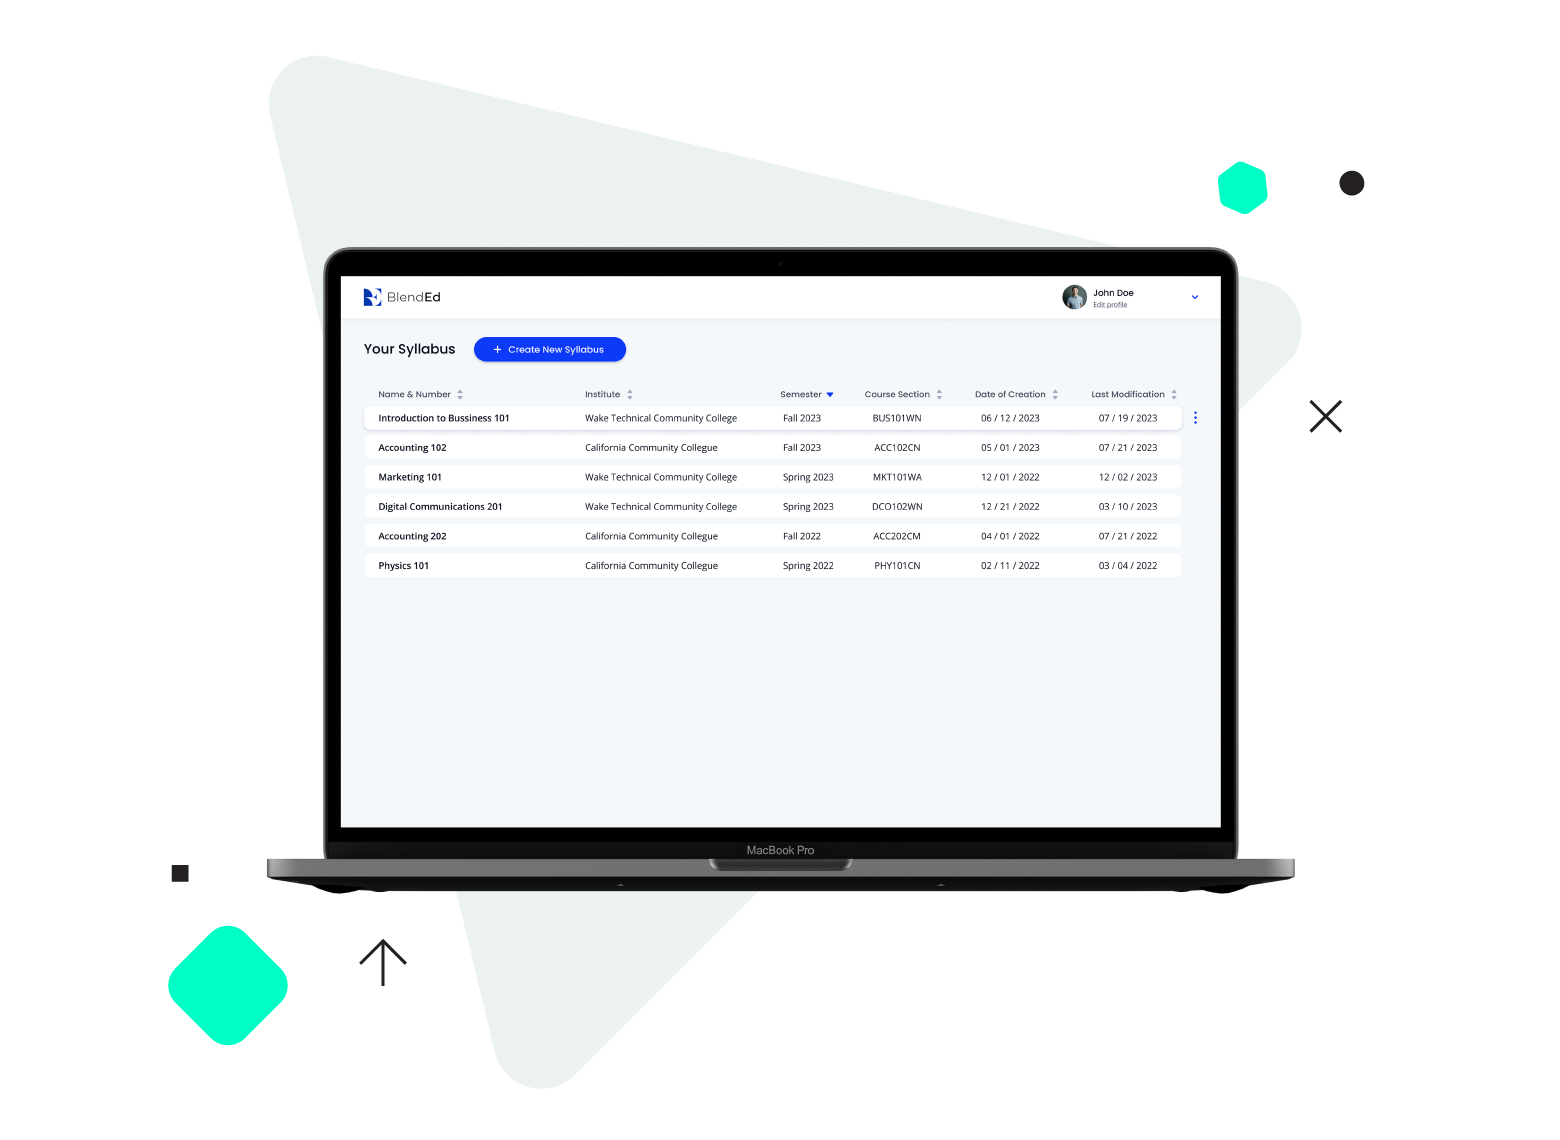 BlendEd
John Doe
Edit profile
Your Syllabus
+ Create New Syllabus
Name & Number Institute Semester Course Section Date of Creation Last Modification
Introduction to Bussiness 101 Wake Technical Community College Fall 2023 BUS101WN 06 / 12 / 2023 07 / 19 / 2023
Accounting 102 California Community Collegue Fall 2023 ACC102CN 05 / 01 / 2023 07 / 21 / 2023
Marketing 101 Wake Technical Community College Spring 2023 MKT101WA 12 / 01 / 2022 12 / 02 / 2023
Digital Communications 201 Wake Technical Community College Spring 2023 DCO102WN 12 / 21 / 2022 03 / 10 / 2023
Accounting 202 California Community Collegue Fall 2022 ACC202CM 04 / 01 / 2022 07 / 21 / 2022
Physics 101 California Community Collegue Spring 2022 PHY101CN 02 / 11 / 2022 03 / 04 / 2022
MacBook Pro